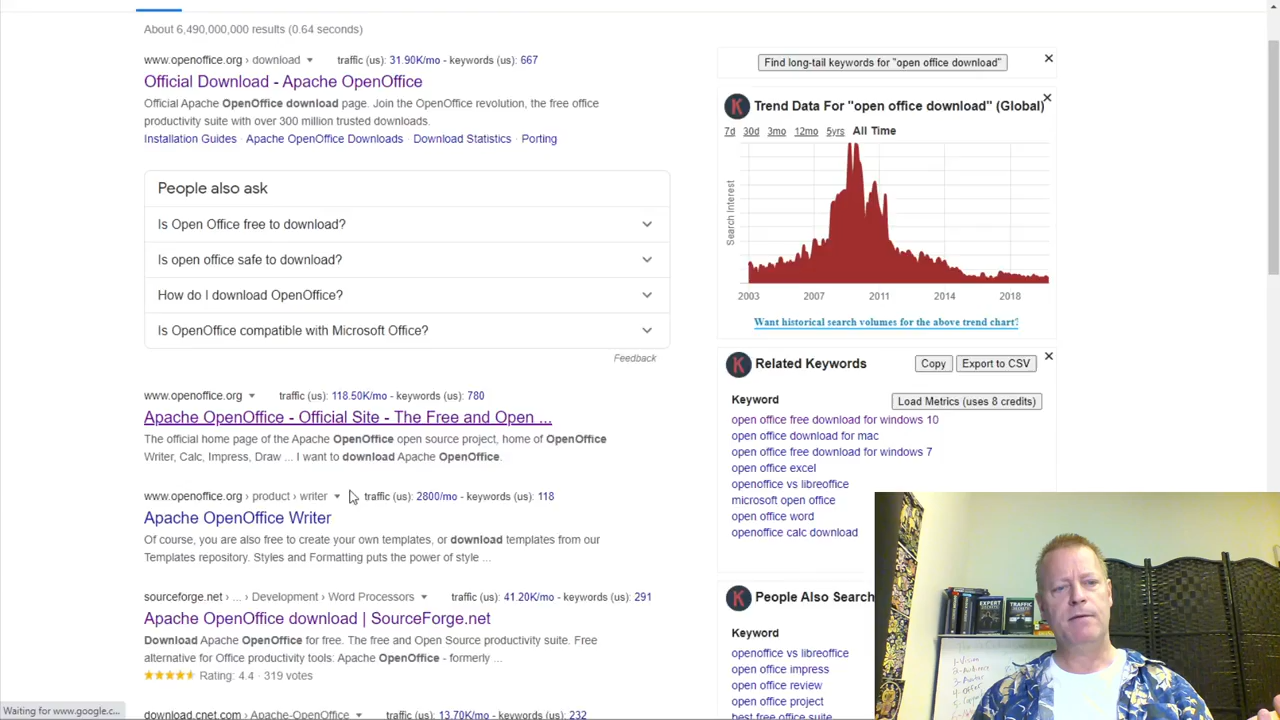 About 6,490,000,000 results (0.64 seconds)
www.openoffice.org › download traffic (us): 31.90K/mo - keywords (us): 667
Official Download - Apache OpenOffice
Official Apache OpenOffice download page. Join the OpenOffice revolution, the free office
productivity suite with over 300 million trusted downloads.
Installation Guides · Apache OpenOffice Downloads · Download Statistics · Porting
People also ask
Is Open Office free to download?
Is open office safe to download?
How do I download OpenOffice?
Is OpenOffice compatible with Microsoft Office?
Feedback
www.openoffice.org traffic (us): 118.50K/mo - keywords (us): 780
Apache OpenOffice - Official Site - The Free and Open ...
The official home page of the Apache OpenOffice open source project, home of OpenOffice
Writer, Calc, Impress, Draw ... I want to download Apache OpenOffice.
www.openoffice.org › product › writer traffic (us): 2800/mo - keywords (us): 118
Apache OpenOffice Writer
Of course, you are also free to create your own templates, or download templates from our
Templates repository. Styles and Formatting puts the power of style ...
sourceforge.net › ... › Development › Word Processors traffic (us): 41.20K/mo - keywords (us): 291
Apache OpenOffice download | SourceForge.net
Download Apache OpenOffice for free. The free and Open Source productivity suite. Free
alternative for Office productivity tools: Apache OpenOffice - formerly ...
Rating: 4.4 · 319 votes
download.cnet.com › Apache-OpenOffice traffic (us): 13.70K/mo - keywords (us): 232
Waiting for www.google.c...
Find long-tail keywords for "open office download"
K
Trend Data For "open office download" (Global)
7d 30d 3mo 12mo 5yrs All Time
Search Interest
2003 2007 2011 2014 2018
Want historical search volumes for the above trend chart?
K
Related Keywords
Copy
Export to CSV
Keyword
Load Metrics (uses 8 credits)
open office free download for windows 10
open office download for mac
open office free download for windows 7
open office excel
openoffice vs libreoffice
microsoft open office
open office word
openoffice calc download
K
People Also Search
Keyword
openoffice vs libreoffice
open office impress
open office review
open office project
best free office suite
EXPERT
SECRETS
TRAFFIC
SECRETS